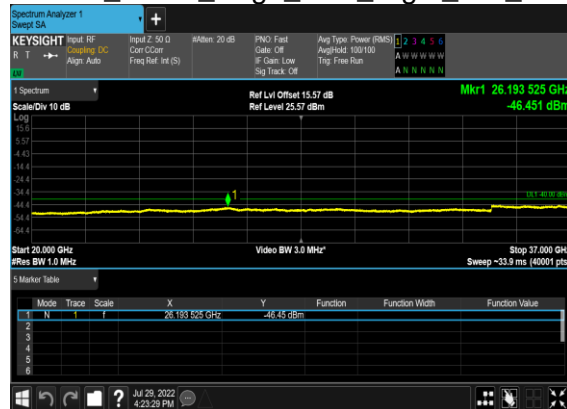 Spectrum Analyzer 1
Swept SA
KEYSIGHT Input: RF Input Z: 50 Ω #Atten: 20 dB PNO: Fast Avg Type: Power (RMS) 1 2 3 4 5 6
R T Coupling: DC Corr CCorr Gate: Off Avg|Hold: 100/100 A W W W W W
Align: Auto Freq Ref: Int (S) IF Gain: Low Trig: Free Run A N N N N N
Sig Track: Off
1 Spectrum Ref Lvl Offset 15.57 dB Mkr1 26.193 525 GHz
Scale/Div 10 dB Ref Level 25.57 dBm -46.451 dBm
Log
15.6
5.57
-4.43
-14.4
-24.4
-34.4 1 DL1 -40.00 dBm
-44.4
-54.4
-64.4
Start 20.000 GHz Video BW 3.0 MHz* Stop 37.000 GHz
#Res BW 1.0 MHz Sweep ~33.9 ms (40001 pts)
5 Marker Table
Mode Trace Scale X Y Function Function Width Function Value
1 N 1 f 26.193 525 GHz -46.45 dBm
2
3
4
5
6
? Jul 29, 2022
4:23:29 PM